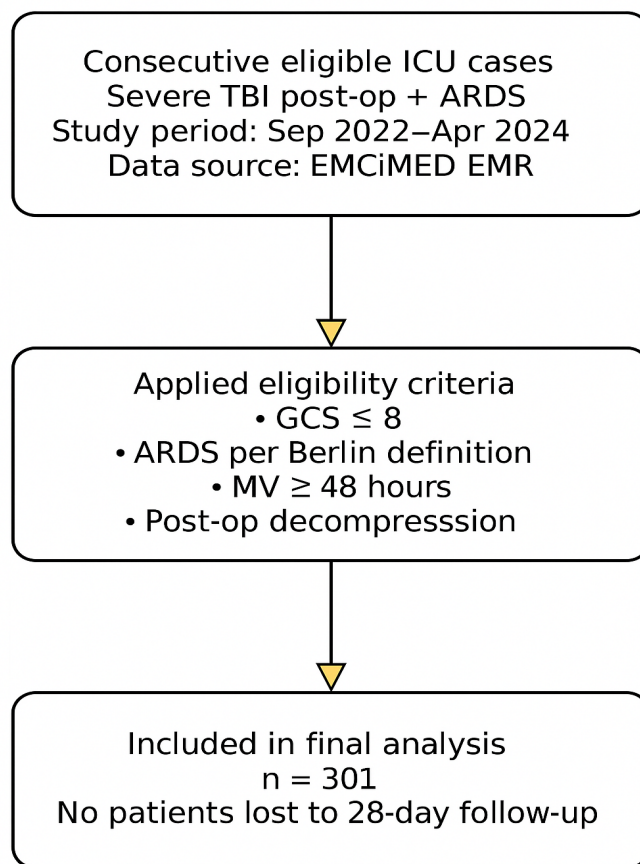 Consecutive eligible ICU cases
Severe TBI post-op + ARDS
Study period: Sep 2022–Apr 2024
Data source: EMCiMED EMR
Applied eligibility criteria
• GCS ≤ 8
• ARDS per Berlin definition
• MV ≥ 48 hours
• Post-op decompresssion
Included in final analysis
n = 301
No patients lost to 28-day follow-up